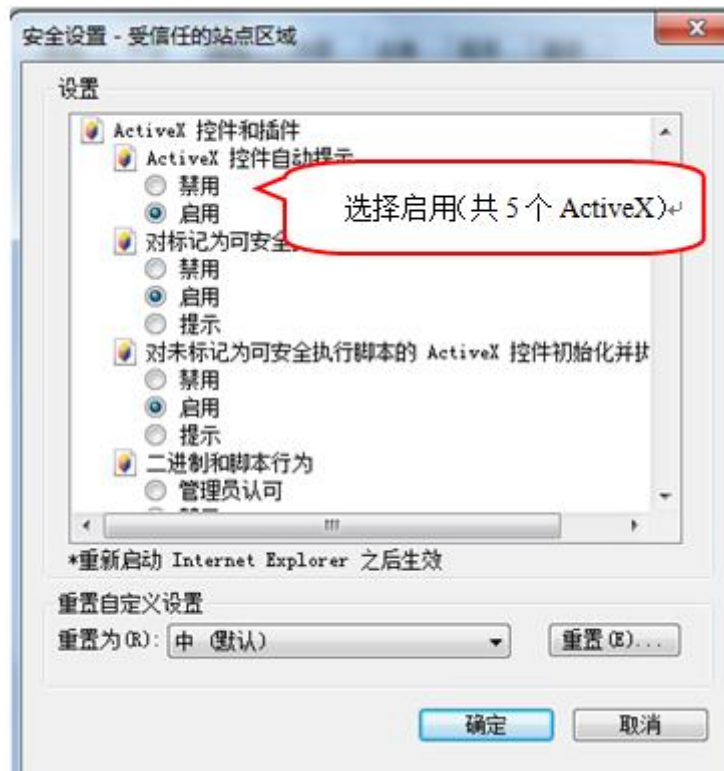 安全设置 - 受信任的站点区域
设置
ActiveX 控件和插件
ActiveX 控件自动提示
禁用
启用
选择启用(共 5 个 ActiveX)↵
对标记为可安全
禁用
启用
提示
对未标记为可安全执行脚本的 ActiveX 控件初始化并执
禁用
启用
提示
二进制和脚本行为
管理员认可
*重新启动 Internet Explorer 之后生效
重置自定义设置
重置为(R): 中 (默认) 重置(E)...
确定 取消